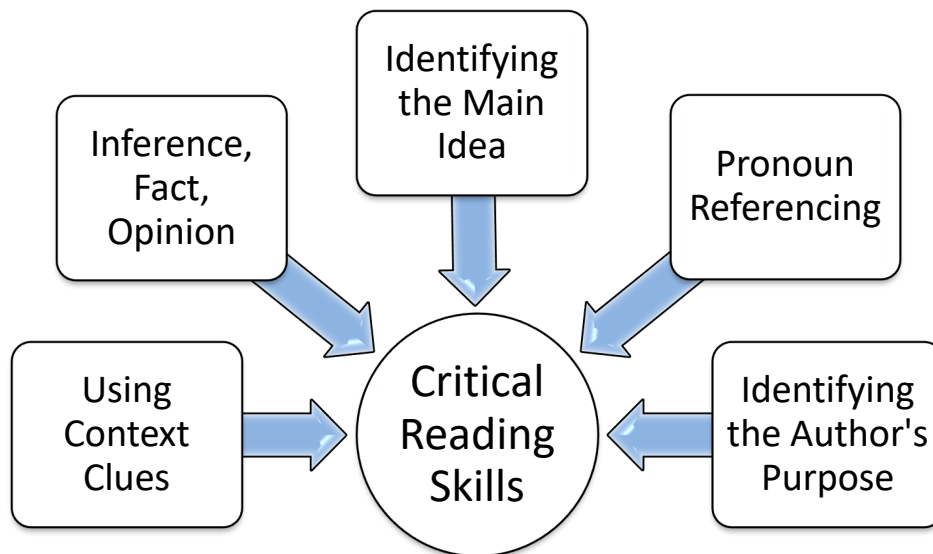 Identifying
the Main
Idea
Inference,
Fact,
Opinion
Pronoun
Referencing
Using
Context
Clues
Critical
Reading
Skills
Identifying
the Author's
Purpose